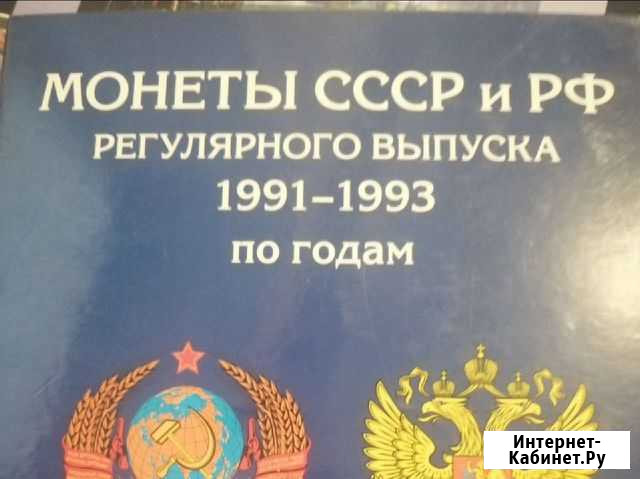 МОНЕТЫ СССР и РФ
РЕГУЛЯРНОГО ВЫПУСКА
1991–1993
по годам
Интернет-
Кабинет.Ру